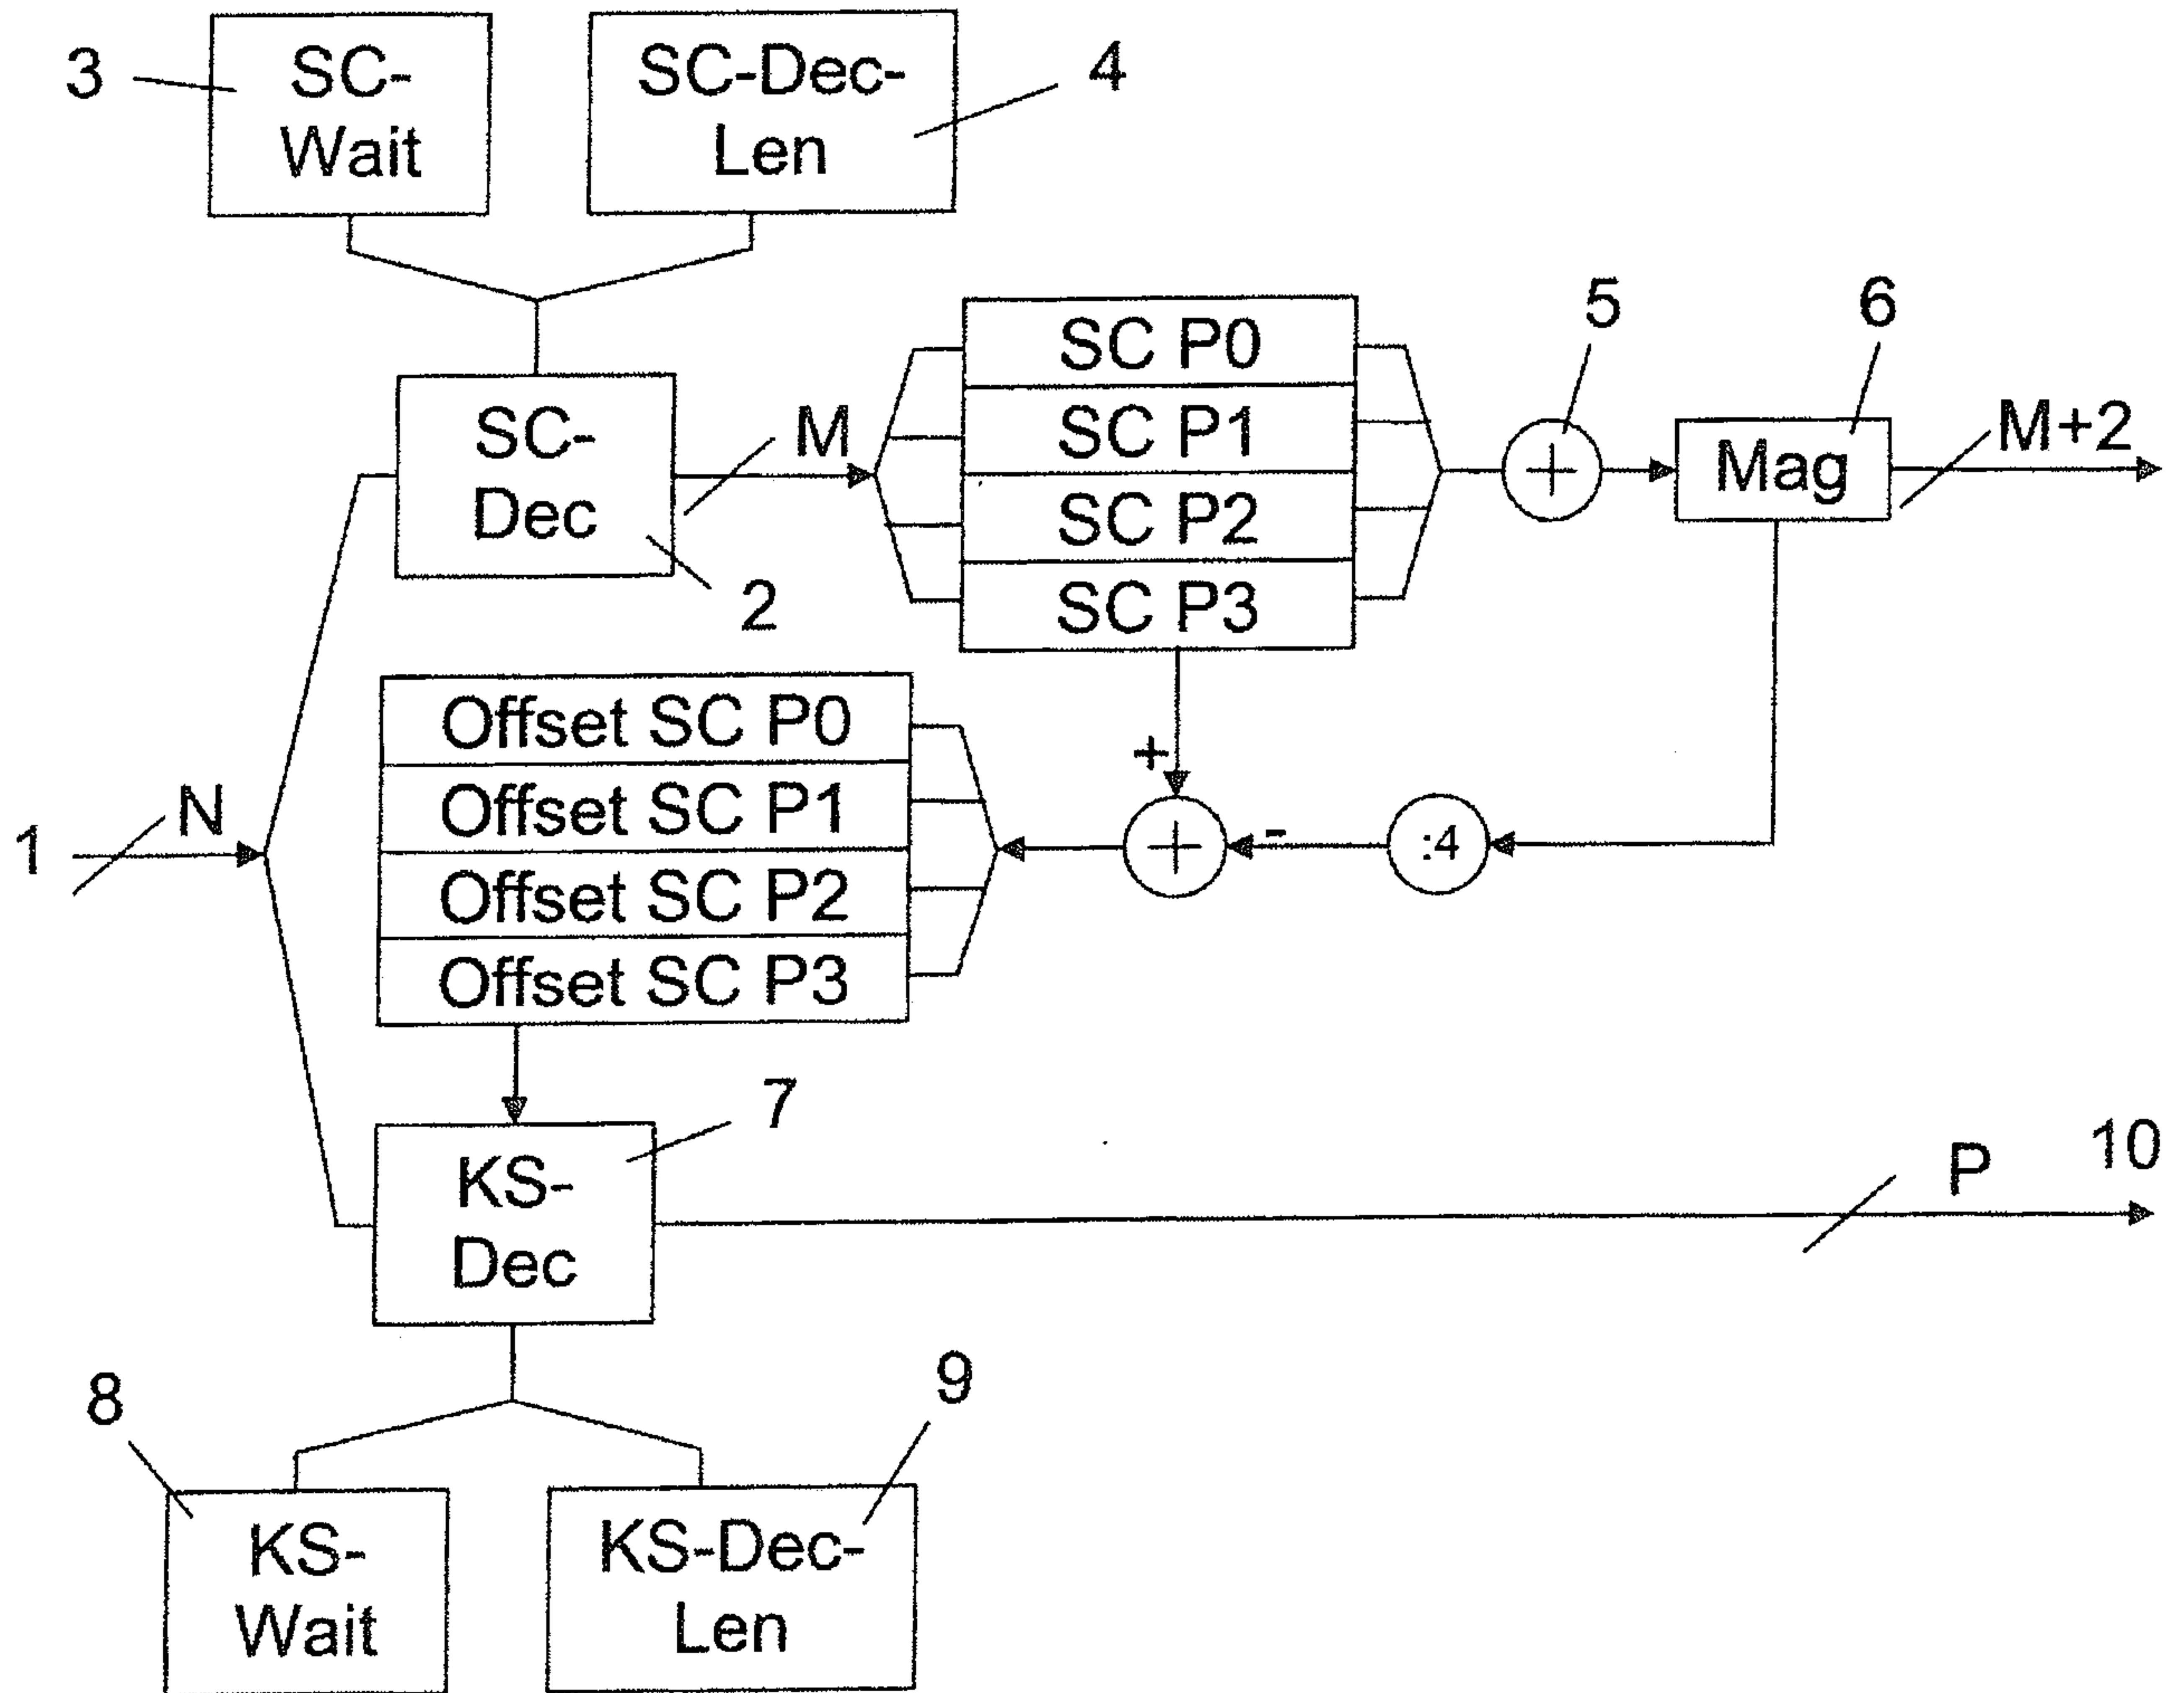 3
SC-
Wait
SC-Dec-
Len
4
SC-
Dec
2
M
SC P0
SC P1
SC P2
SC P3
5
+
6
Mag
M+2
Offset SC P0
Offset SC P1
Offset SC P2
Offset SC P3
+
+
-
:4
1
N
7
KS-
Dec
P
10
8
KS-
Wait
9
KS-Dec-
Len